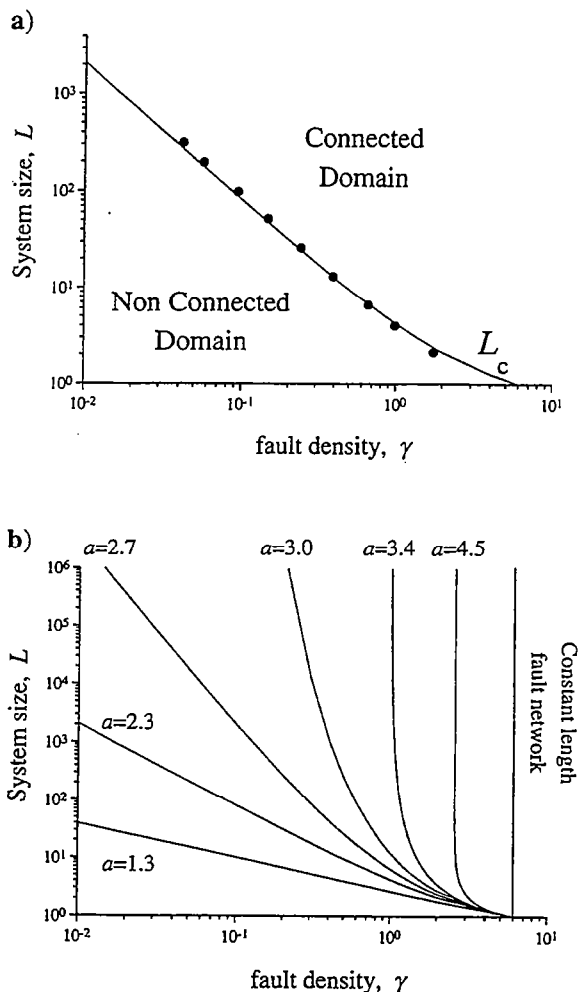 a)
System size, L
10³
10²
10¹
10⁰
Connected
Domain
Non Connected
Domain
L_c
10⁻²
10⁻¹
10⁰
10¹
fault density, γ
b)
a=2.7
a=3.0
a=3.4
a=4.5
System size, L
10⁶
10⁵
10⁴
10³
10²
10¹
10⁰
a=2.3
a=1.3
Constant length
fault network
10⁻²
10⁻¹
10⁰
10¹
fault density, γ